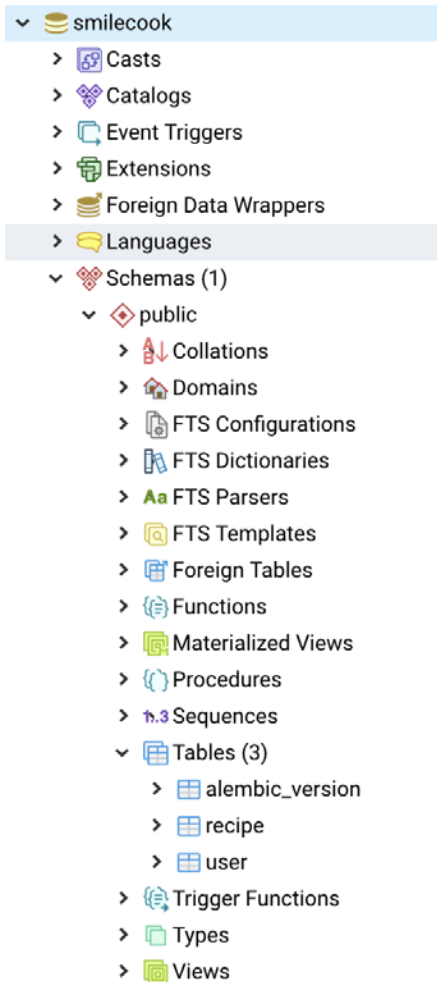 smilecook
Casts
Catalogs
Event Triggers
Extensions
Foreign Data Wrappers
Languages
Schemas (1)
public
Collations
Domains
FTS Configurations
FTS Dictionaries
Aa FTS Parsers
FTS Templates
Foreign Tables
Functions
Materialized Views
Procedures
1..3 Sequences
Tables (3)
alembic_version
recipe
user
Trigger Functions
Types
Views